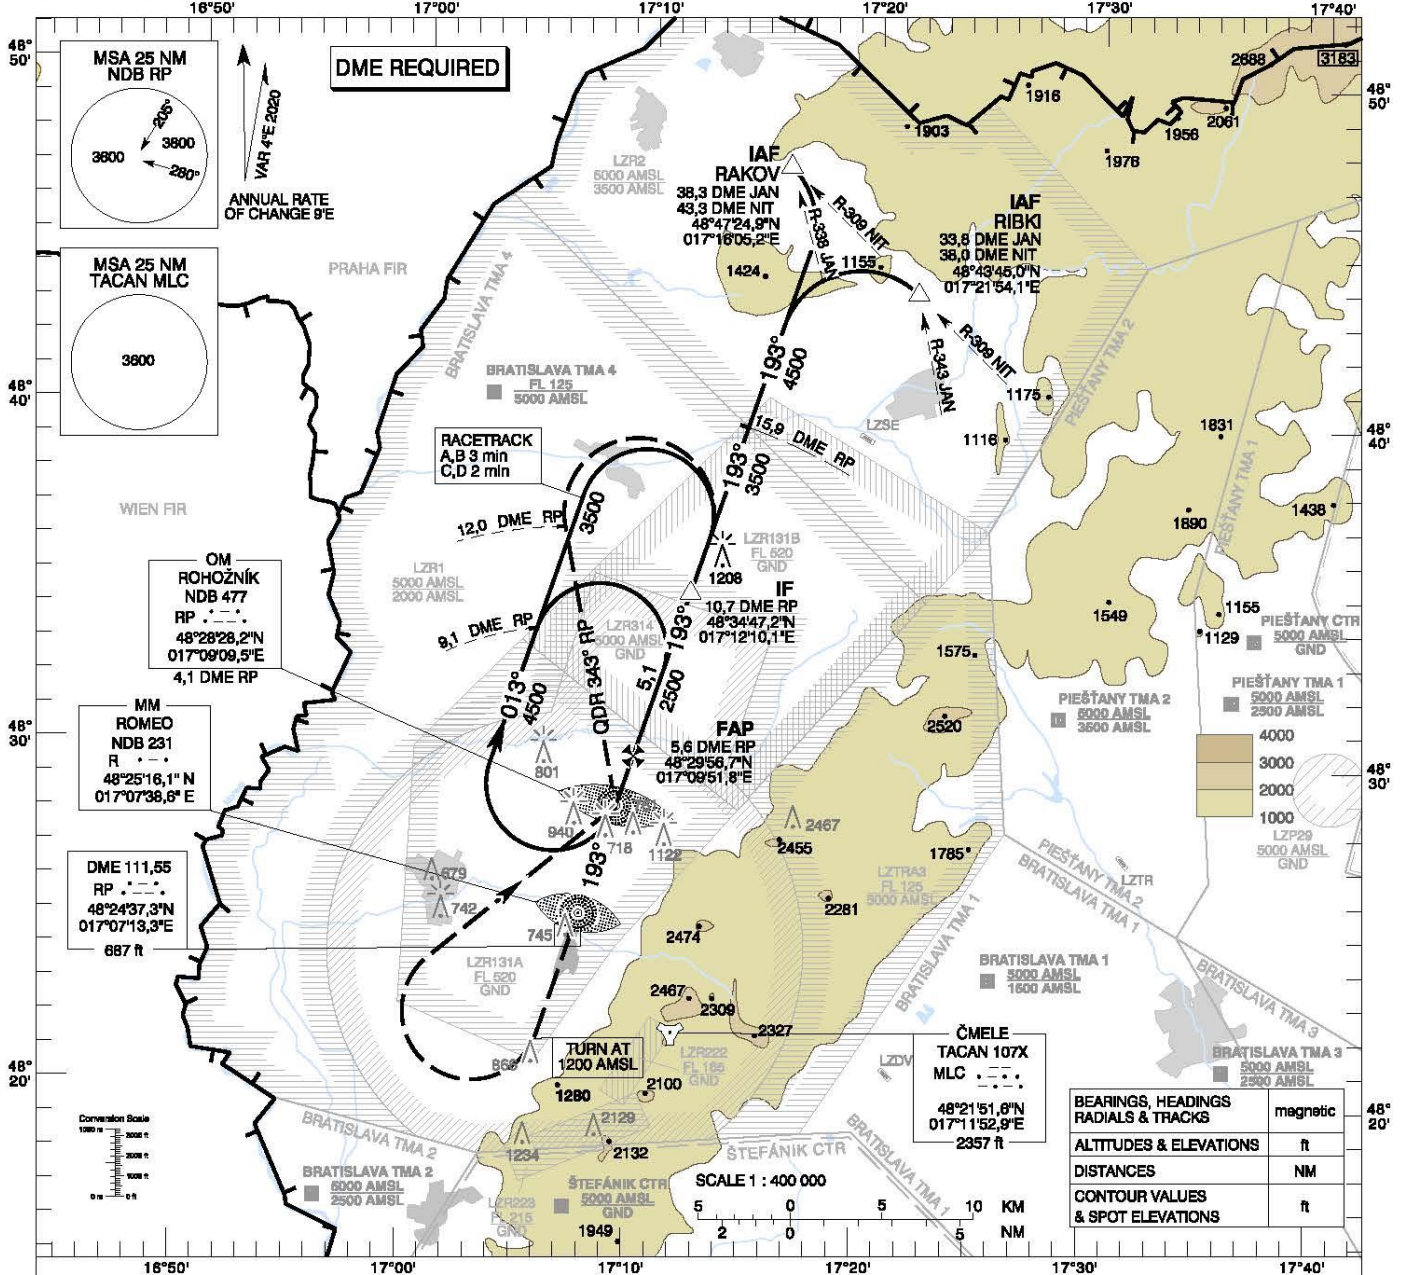 16°50' 17°00' 17°10' 17°20' 17°30' 17°40'
48°
50'
MSA 25 NM
NDB RP
205°
3600
3600
280°
VAR 4°E 2020
ANNUAL RATE
OF CHANGE 9'E
DME REQUIRED
MSA 25 NM
TACAN MLC
3600
LZR2
5000 AMSL
3500 AMSL
IAF
RAKOV
38,3 DME JAN
43,3 DME NIT
48°47'24,9"N
017°16'05,2"E
R-309 NIT
R-338 JAN
IAF
RIBKI
33,8 DME JAN
38,0 DME NIT
48°43'45,0"N
017°21'54,1"E
R-309 NIT
R-343 JAN
1903
1916
1976
1956
2061
2688
3183
48°
50'
1424
1155
1175
1116
PRAHA FIR
BRATISLAVA TMA 4
PIEŠŤANY TMA 2
48°
40'
BRATISLAVA TMA 4
FL 125
5000 AMSL
193°
4500
LZSE
1831
48°
40'
PIEŠŤANY TMA 1
RACETRACK
A,B 3 min
C,D 2 min
15,9 DME RP
193°
3500
3500
12,0 DME RP
1890
1438
WIEN FIR
LZR131B
FL 520
GND
1208
OM
ROHOŽNÍK
NDB 477
RP
48°28'28,2"N
017°09'09,5"E
4,1 DME RP
LZR1
5000 AMSL
2000 AMSL
IF
10,7 DME RP
48°34'47,2"N
017°12'10,1"E
9,1 DME RP
LZR314
5000 AMSL
GND
193°
1549
1155
1129
PIEŠŤANY CTR
5000 AMSL
GND
1575
QDR 343° RP
5,1
2500
013°
4500
PIEŠŤANY TMA 1
5000 AMSL
2500 AMSL
PIEŠŤANY TMA 2
5000 AMSL
3500 AMSL
MM
ROMEO
NDB 231
R
48°25'16,1" N
017°07'38,6" E
FAP
5,6 DME RP
48°29'56,7"N
017°09'51,8"E
2520
48°
30'
4000
3000
2000
1000
48°
30'
801
940
718
1122
2467
2455
1785
LZP29
5000 AMSL
GND
193°
DME 111,55
RP
48°24'37,3"N
017°07'13,3"E
687 ft
679
742
745
LZTRA3
FL 125
5000 AMSL
2281
PIEŠŤANY TMA 2
BRATISLAVA TMA 1
LZTR
BRATISLAVA TMA 1
2474
LZR131A
FL 520
GND
2467
2309
2327
BRATISLAVA TMA 1
5000 AMSL
1500 AMSL
BRATISLAVA TMA 3
TURN AT
1200 AMSL
LZR222
FL 165
GND
LZDV
ČMELE
TACAN 107X
MLC
48°21'51,6"N
017°11'52,9"E
2357 ft
BRATISLAVA TMA 3
5000 AMSL
2500 AMSL
48°
20'
1280
2100
2129
2132
1234
Conversion Scale
BRATISLAVA TMA 2
BRATISLAVA TMA 2
5000 AMSL
2500 AMSL
ŠTEFÁNIK CTR
BRATISLAVA TMA 1
LZR223
FL 215
GND
ŠTEFÁNIK CTR
5000 AMSL
GND
1949
SCALE 1 : 400 000
5 0 5 10 KM
2 0 5 NM
BEARINGS, HEADINGS RADIALS & TRACKS magnetic
ALTITUDES & ELEVATIONS ft
DISTANCES NM
CONTOUR VALUES & SPOT ELEVATIONS ft
48°
20'
16°50' 17°00' 17°10' 17°20' 17°30' 17°40'